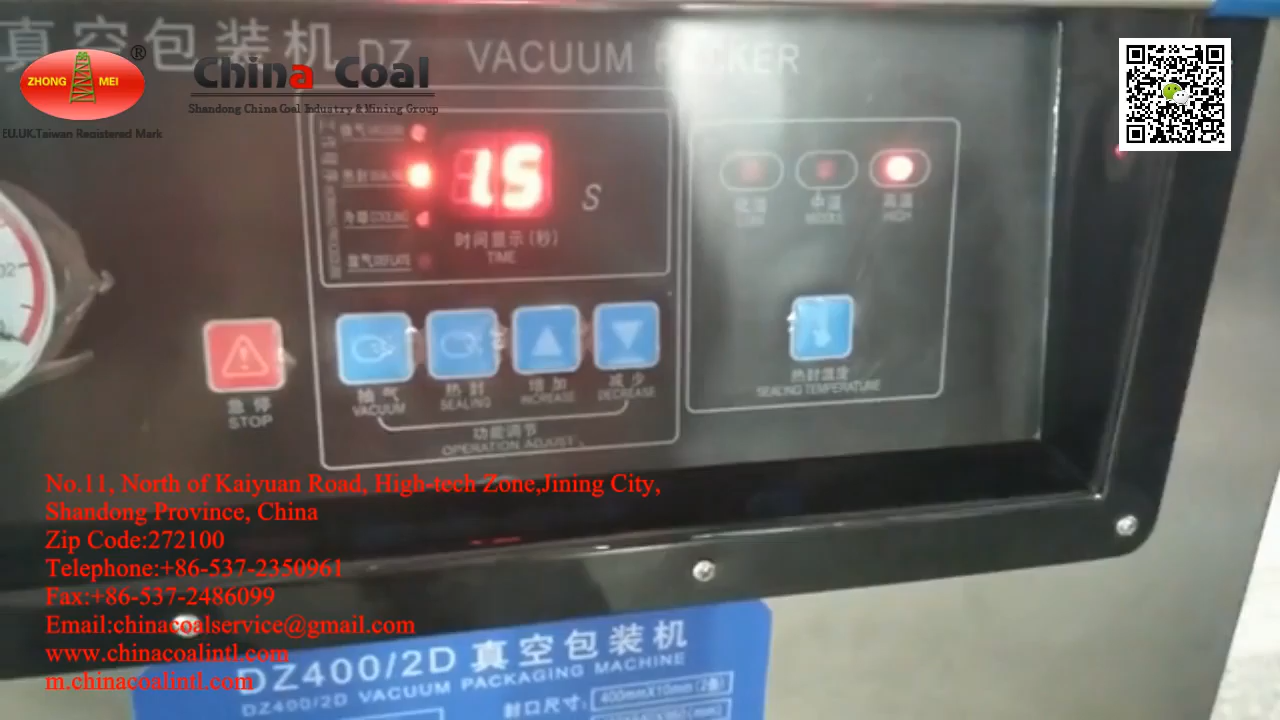 真空包装机 DZ VACUUM PACKER
ZHONG MEI
®
EU.UK.Taiwan Registered Mark
China Coal
Shandong China Coal Industry & Mining Group
抽气 VACUUM
热封 SEALING
冷却 COOLING
放气 DEFLATE
1.5
S
时间显示(秒)
TIME
低温
LOW
中温
MIDDLE
高温
HIGH
急停
STOP
抽气
VACUUM
热封
SEALING
增加
INCREASE
减少
DECREASE
功能调节
OPERATION ADJUST
热封温度
SEALING TEMPERATURE
No.11, North of Kaiyuan Road, High-tech Zone,Jining City,
Shandong Province, China
Zip Code:272100
Telephone:+86-537-2350961
Fax:+86-537-2486099
Email:chinacoalservice@gmail.com
www.chinacoalintl.com
m.chinacoalintl.com
DZ400/2D 真空包装机
DZ400/2D VACUUM PACKAGING MACHINE
封口尺寸: 400mmX10mm(2条)